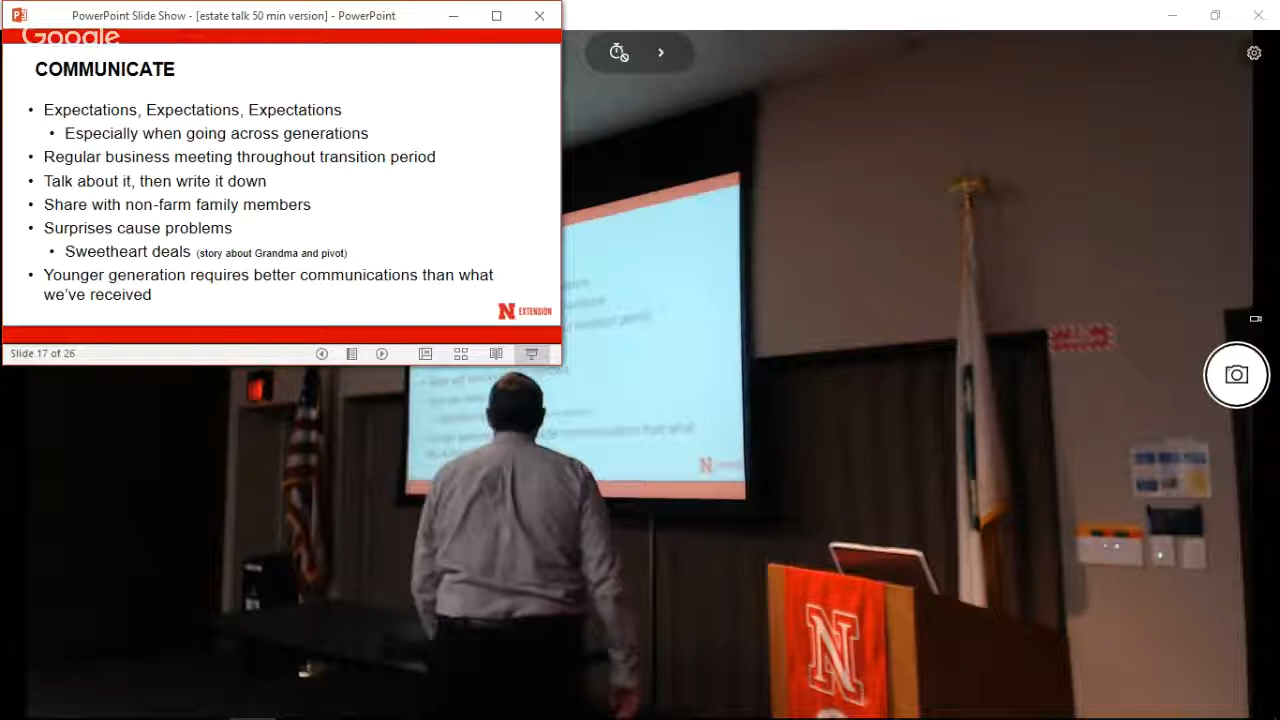 PowerPoint Slide Show - [estate talk 50 min version] - PowerPoint
Google
COMMUNICATE
• Expectations, Expectations, Expectations
• Especially when going across generations
• Regular business meeting throughout transition period
• Talk about it, then write it down
• Share with non-farm family members
• Surprises cause problems
• Sweetheart deals (story about Grandma and pivot)
• Younger generation requires better communications than what
we've received
N EXTENSION
Slide 17 of 26
N
N